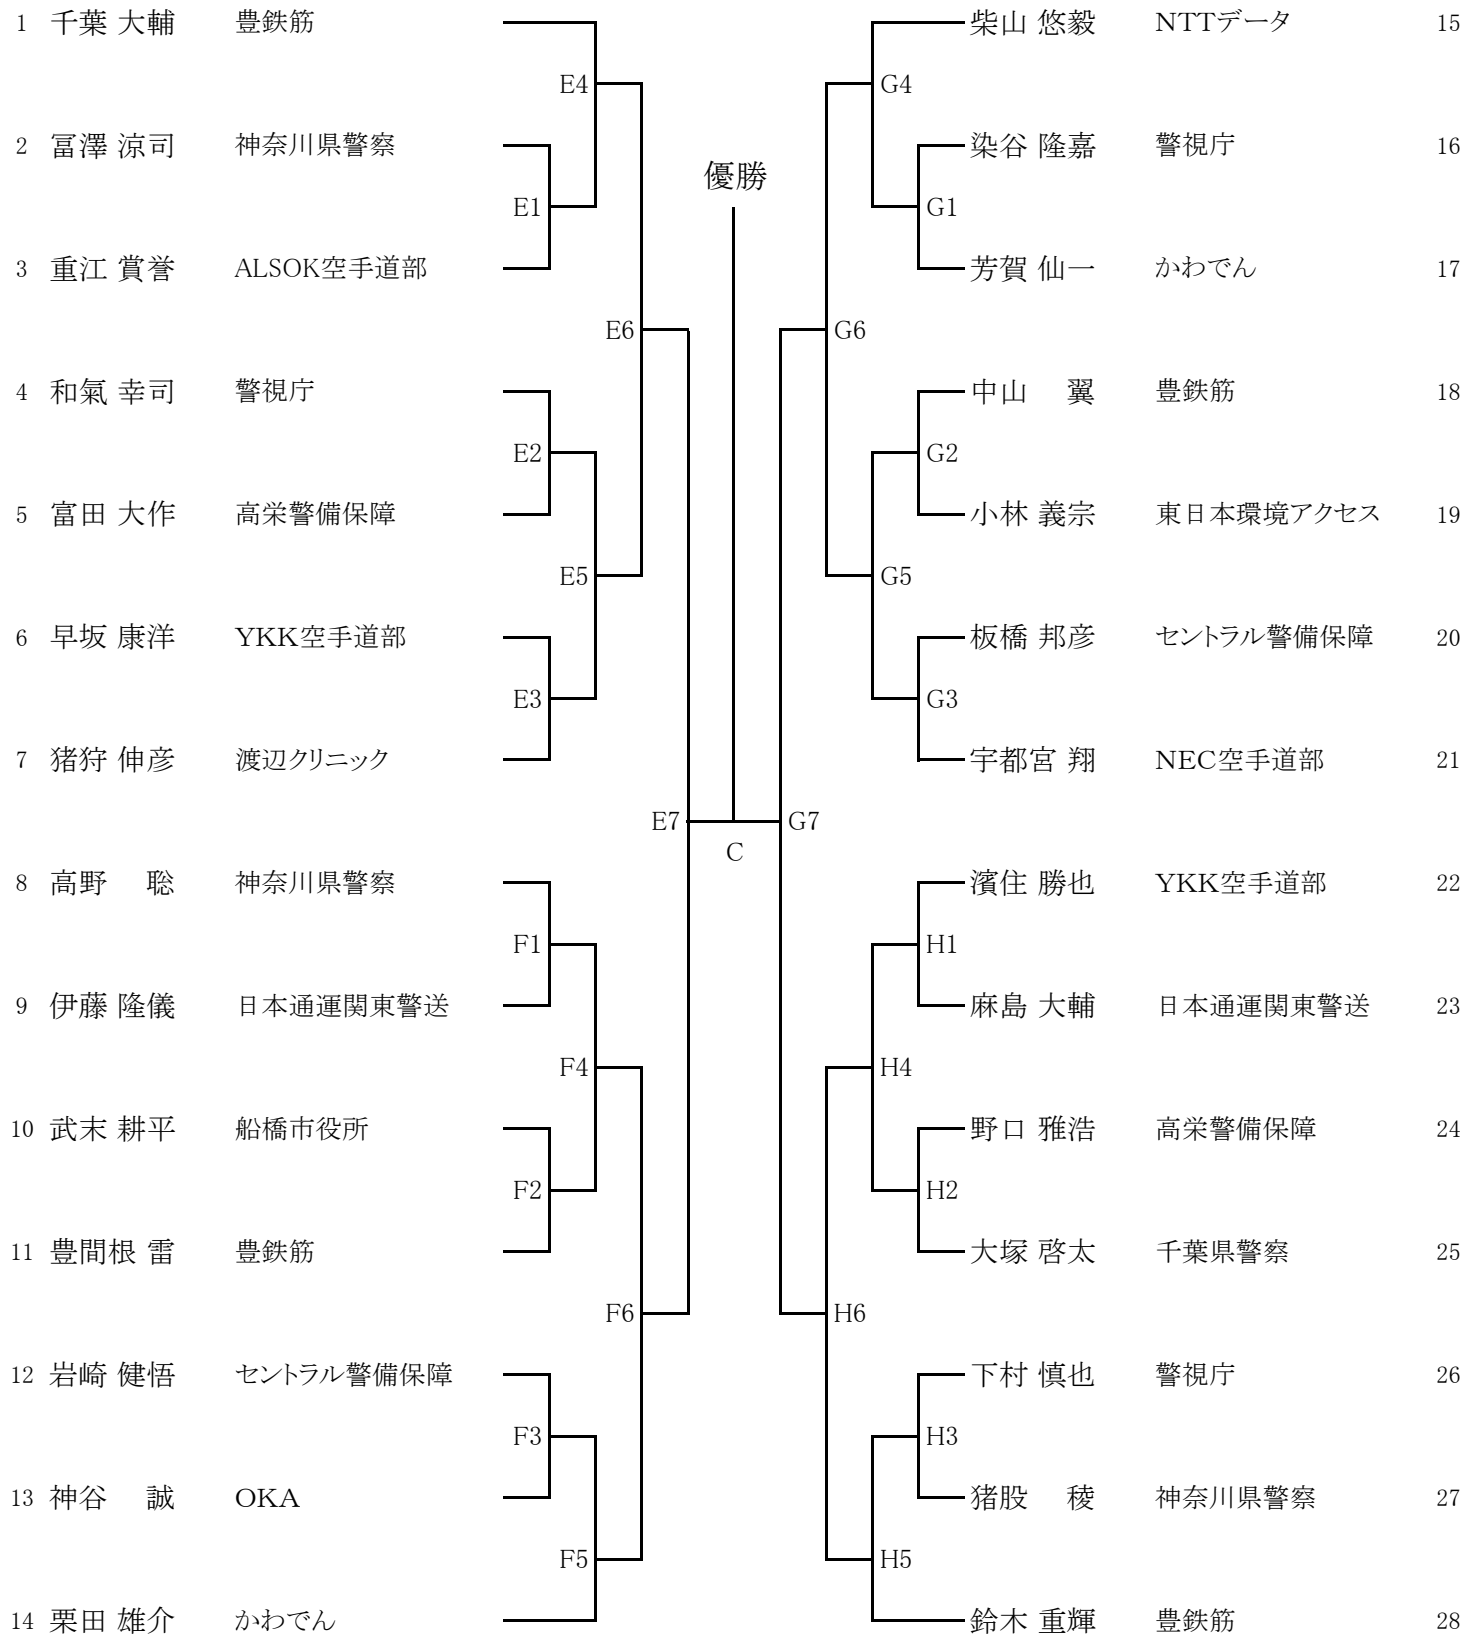 1 千葉 大輔 豊鉄筋 柴山 悠毅 NTTデータ 15
E4 G4
2 冨澤 涼司 神奈川県警察 染谷 隆嘉 警視庁 16
優勝
E1 G1
3 重江 賞誉 ALSOK空手道部 芳賀 仙一 かわでん 17
E6 G6
4 和氣 幸司 警視庁 中山 翼 豊鉄筋 18
E2 G2
5 富田 大作 高栄警備保障 小林 義宗 東日本環境アクセス 19
E5 G5
6 早坂 康洋 YKK空手道部 板橋 邦彦 セントラル警備保障 20
E3 G3
7 猪狩 伸彦 渡辺クリニック 宇都宮 翔 NEC空手道部 21
E7 G7
C
8 高野 聡 神奈川県警察 濱住 勝也 YKK空手道部 22
F1 H1
9 伊藤 隆儀 日本通運関東警送 麻島 大輔 日本通運関東警送 23
F4 H4
10 武末 耕平 船橋市役所 野口 雅浩 高栄警備保障 24
F2 H2
11 豊間根 雷 豊鉄筋 大塚 啓太 千葉県警察 25
F6 H6
12 岩崎 健悟 セントラル警備保障 下村 慎也 警視庁 26
F3 H3
13 神谷 誠 OKA 猪股 稜 神奈川県警察 27
F5 H5
14 栗田 雄介 かわでん 鈴木 重輝 豊鉄筋 28